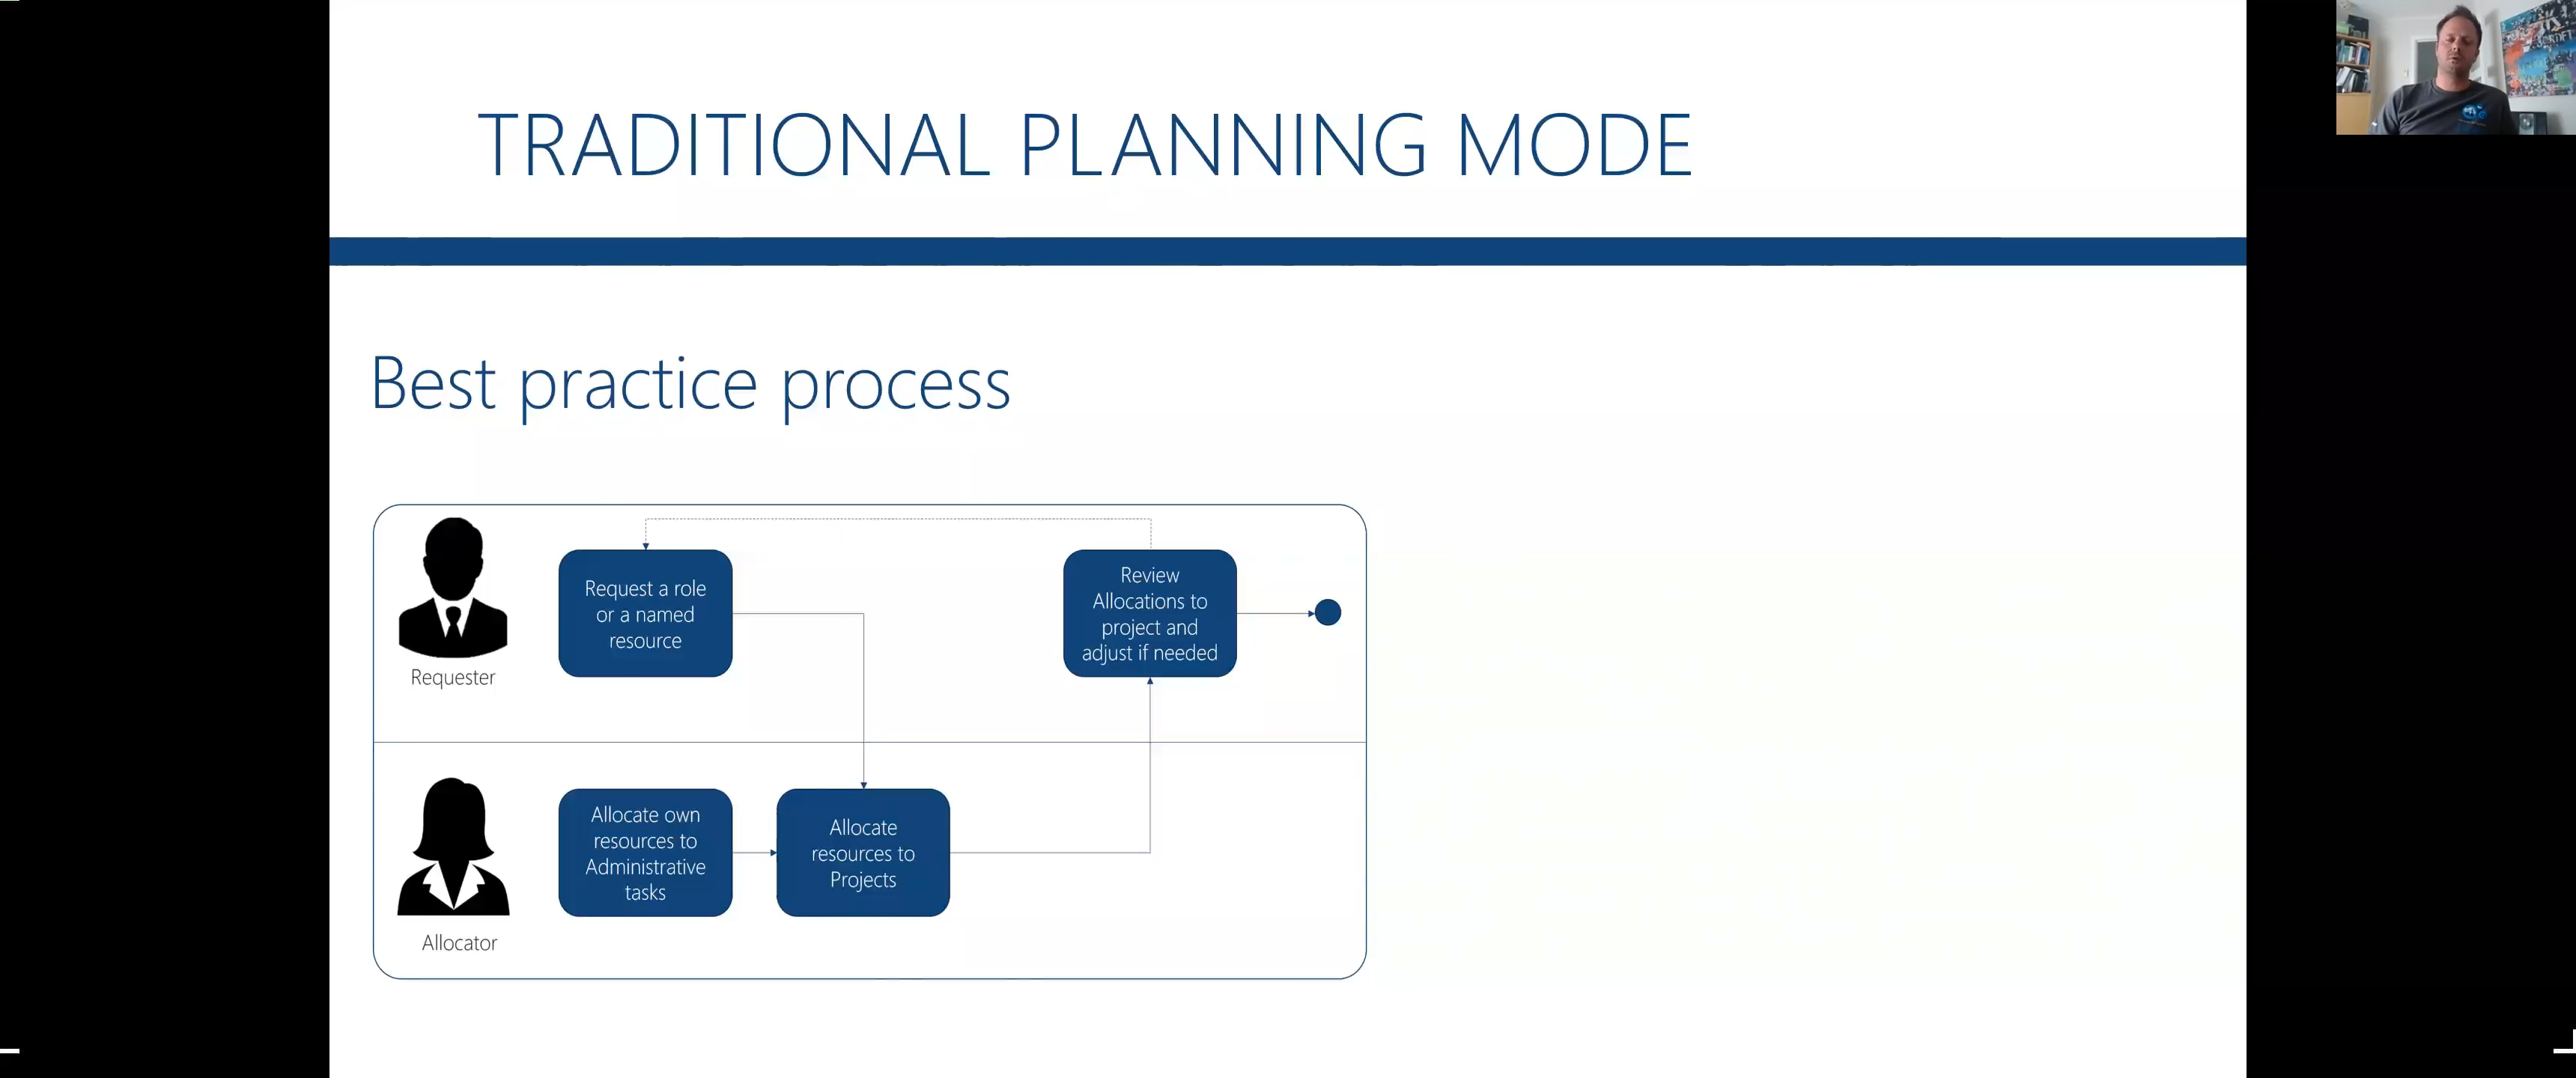 TRADITIONAL PLANNING MODE
Best practice process
Request a role
or a named
resource
Review
Allocations to
project and
adjust if needed
Requester
Allocate own
resources to
Administrative
tasks
Allocate
resources to
Projects
Allocator